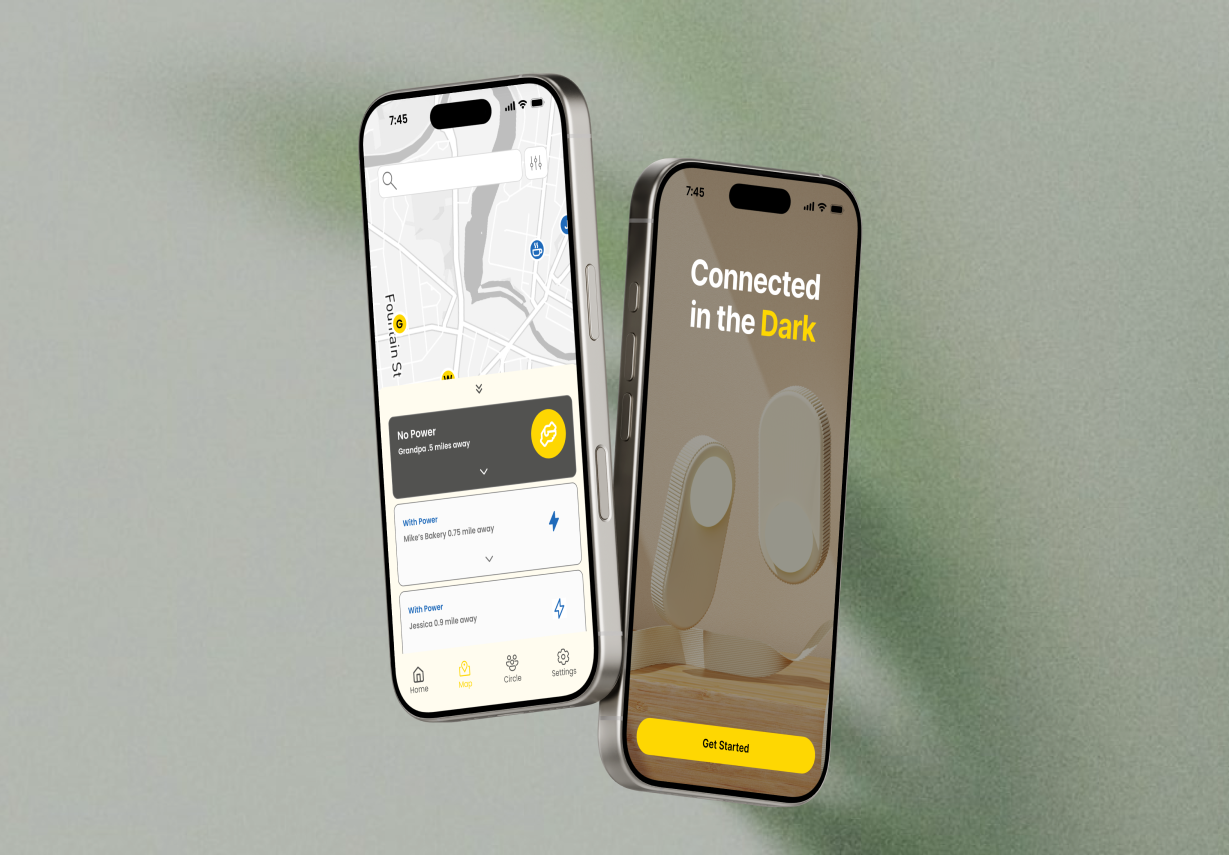 7:45
Fountain St
G
W
No Power
Grandpa .5 miles away
With Power
Mike's Bakery 0.75 mile away
With Power
Jessica 0.9 mile away
Home
Map
Circle
Settings
7:45
Connected
in the Dark
Get Started